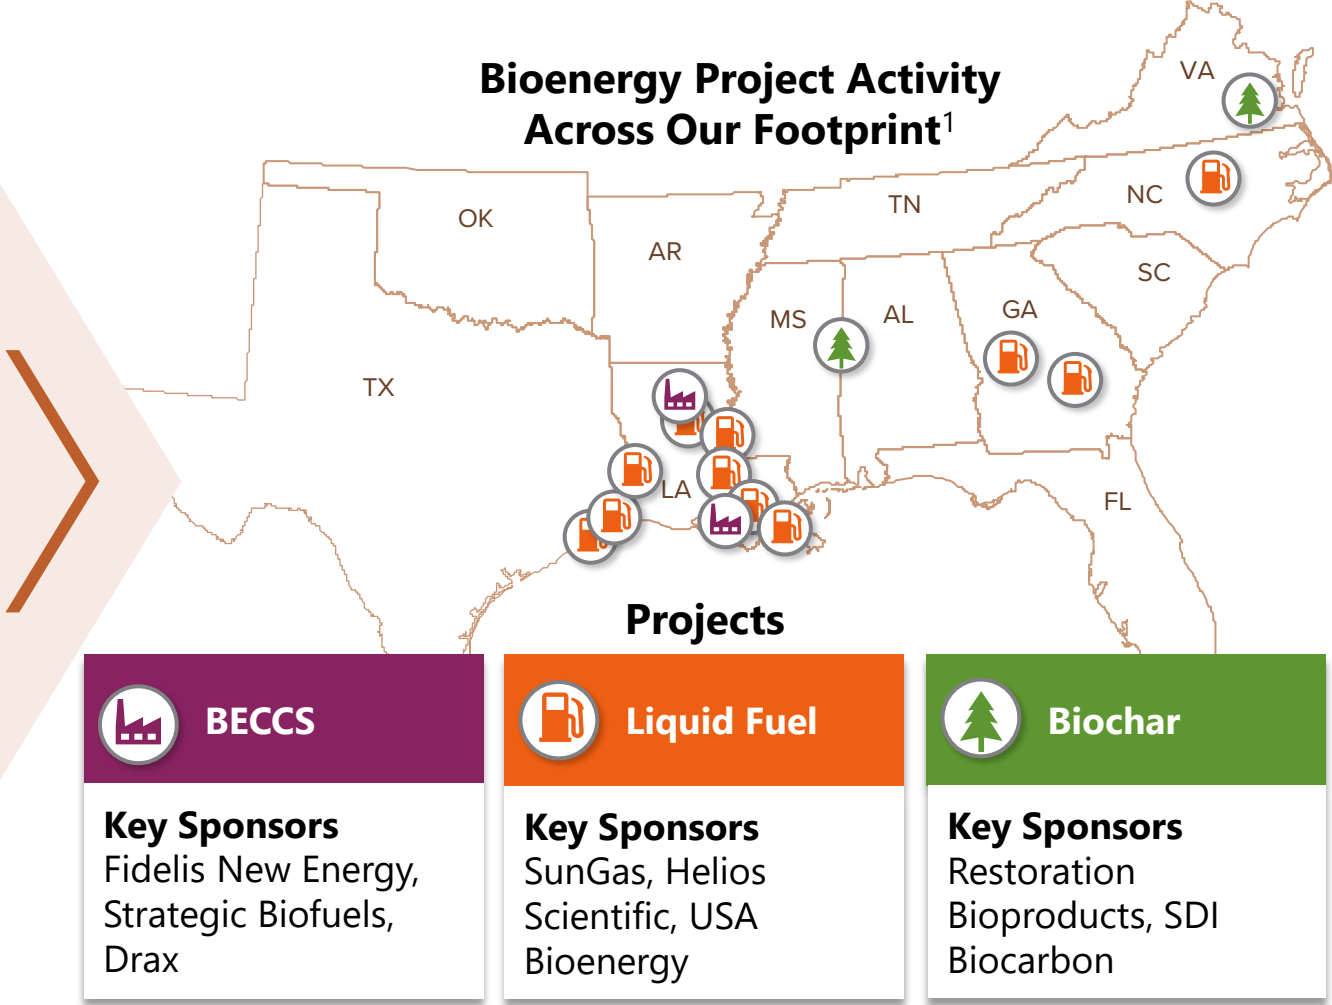 Bioenergy Project Activity
Across Our Footprint¹
VA
NC
TN
OK
AR
SC
MS
AL
GA
TX
LA
FL
Projects
BECCS
Key Sponsors
Fidelis New Energy,
Strategic Biofuels,
Drax
Liquid Fuel
Key Sponsors
SunGas, Helios
Scientific, USA
Bioenergy
Biochar
Key Sponsors
Restoration
Bioproducts, SDI
Biocarbon